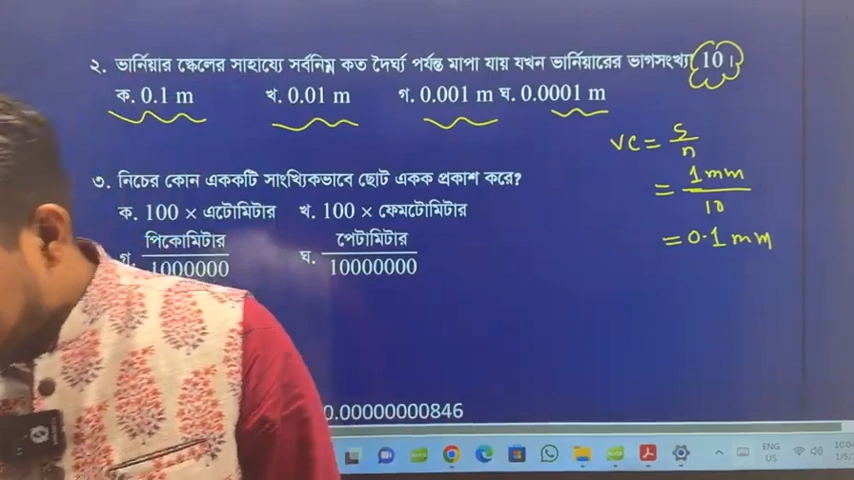 ২. ভার্নিয়ার স্কেলের সাহায্যে সর্বনিম্ন কত দৈর্ঘ্য পর্যন্ত মাপা যায় যখন ভার্নিয়ারের ভাগসংখ্যা 10।
ক. 0.1 m খ. 0.01 m গ. 0.001 m ঘ. 0.0001 m
VC = S/n
= 1mm/10
= 0.1 mm
৩. নিচের কোন এককটি সাংখ্যিকভাবে ছোট একক প্রকাশ করে?
ক. 100 × এটোমিটার খ. 100 × ফেমটোমিটার
গ. পিকোমিটার/1000000 ঘ. পেটামিটার/10000000
0.00000000846
ENG
US